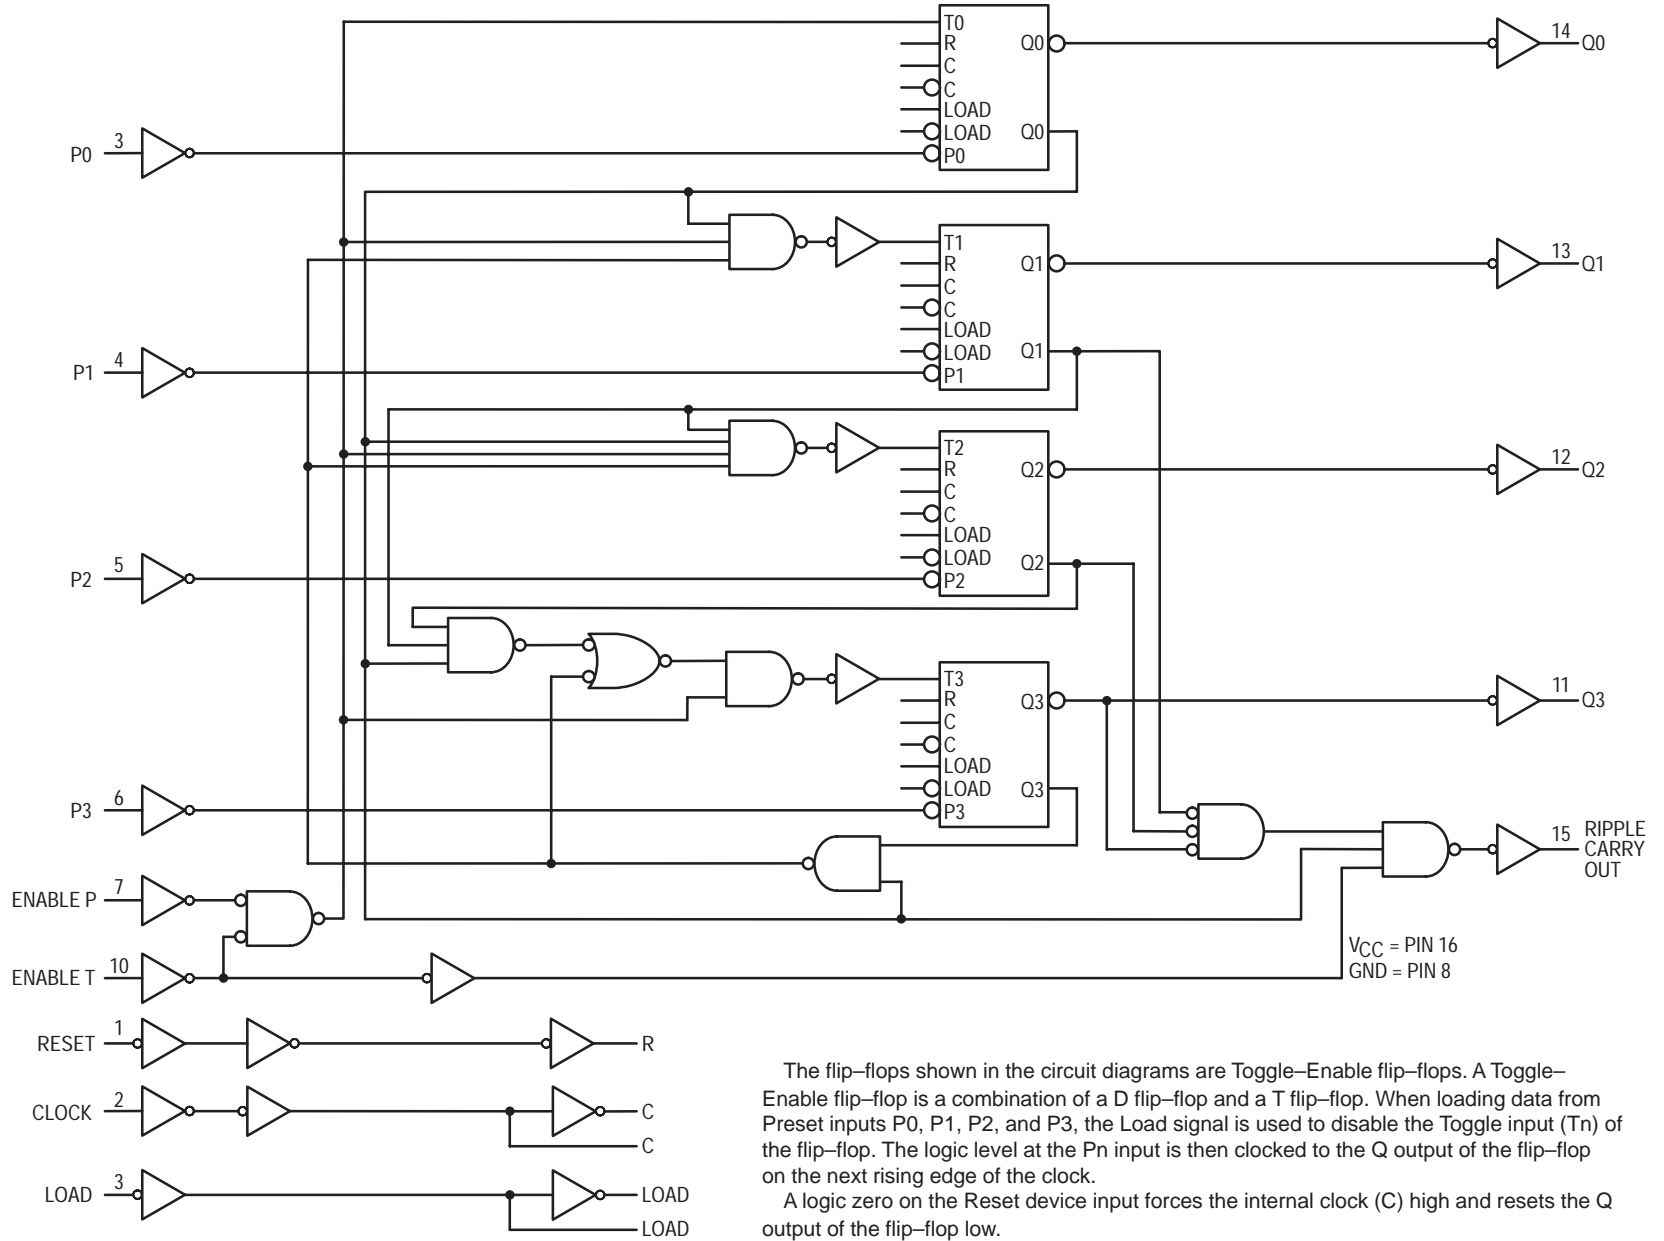 T0
R
C
C
LOAD
LOAD
P0
Q0
Q0
14 Q0
P0 3
T1
R
C
C
LOAD
LOAD
P1
Q1
Q1
13 Q1
P1 4
T2
R
C
C
LOAD
LOAD
P2
Q2
Q2
12 Q2
P2 5
T3
R
C
C
LOAD
LOAD
P3
Q3
Q3
11 Q3
P3 6
15 RIPPLE
CARRY
OUT
ENABLE P 7
ENABLE T 10
VCC = PIN 16
GND = PIN 8
RESET 1
R
CLOCK 2
C
C
LOAD 3
LOAD
LOAD
The flip–flops shown in the circuit diagrams are Toggle–Enable flip–flops. A Toggle–
Enable flip–flop is a combination of a D flip–flop and a T flip–flop. When loading data from
Preset inputs P0, P1, P2, and P3, the Load signal is used to disable the Toggle input (Tn) of
the flip–flop. The logic level at the Pn input is then clocked to the Q output of the flip–flop
on the next rising edge of the clock.
A logic zero on the Reset device input forces the internal clock (C) high and resets the Q
output of the flip–flop low.